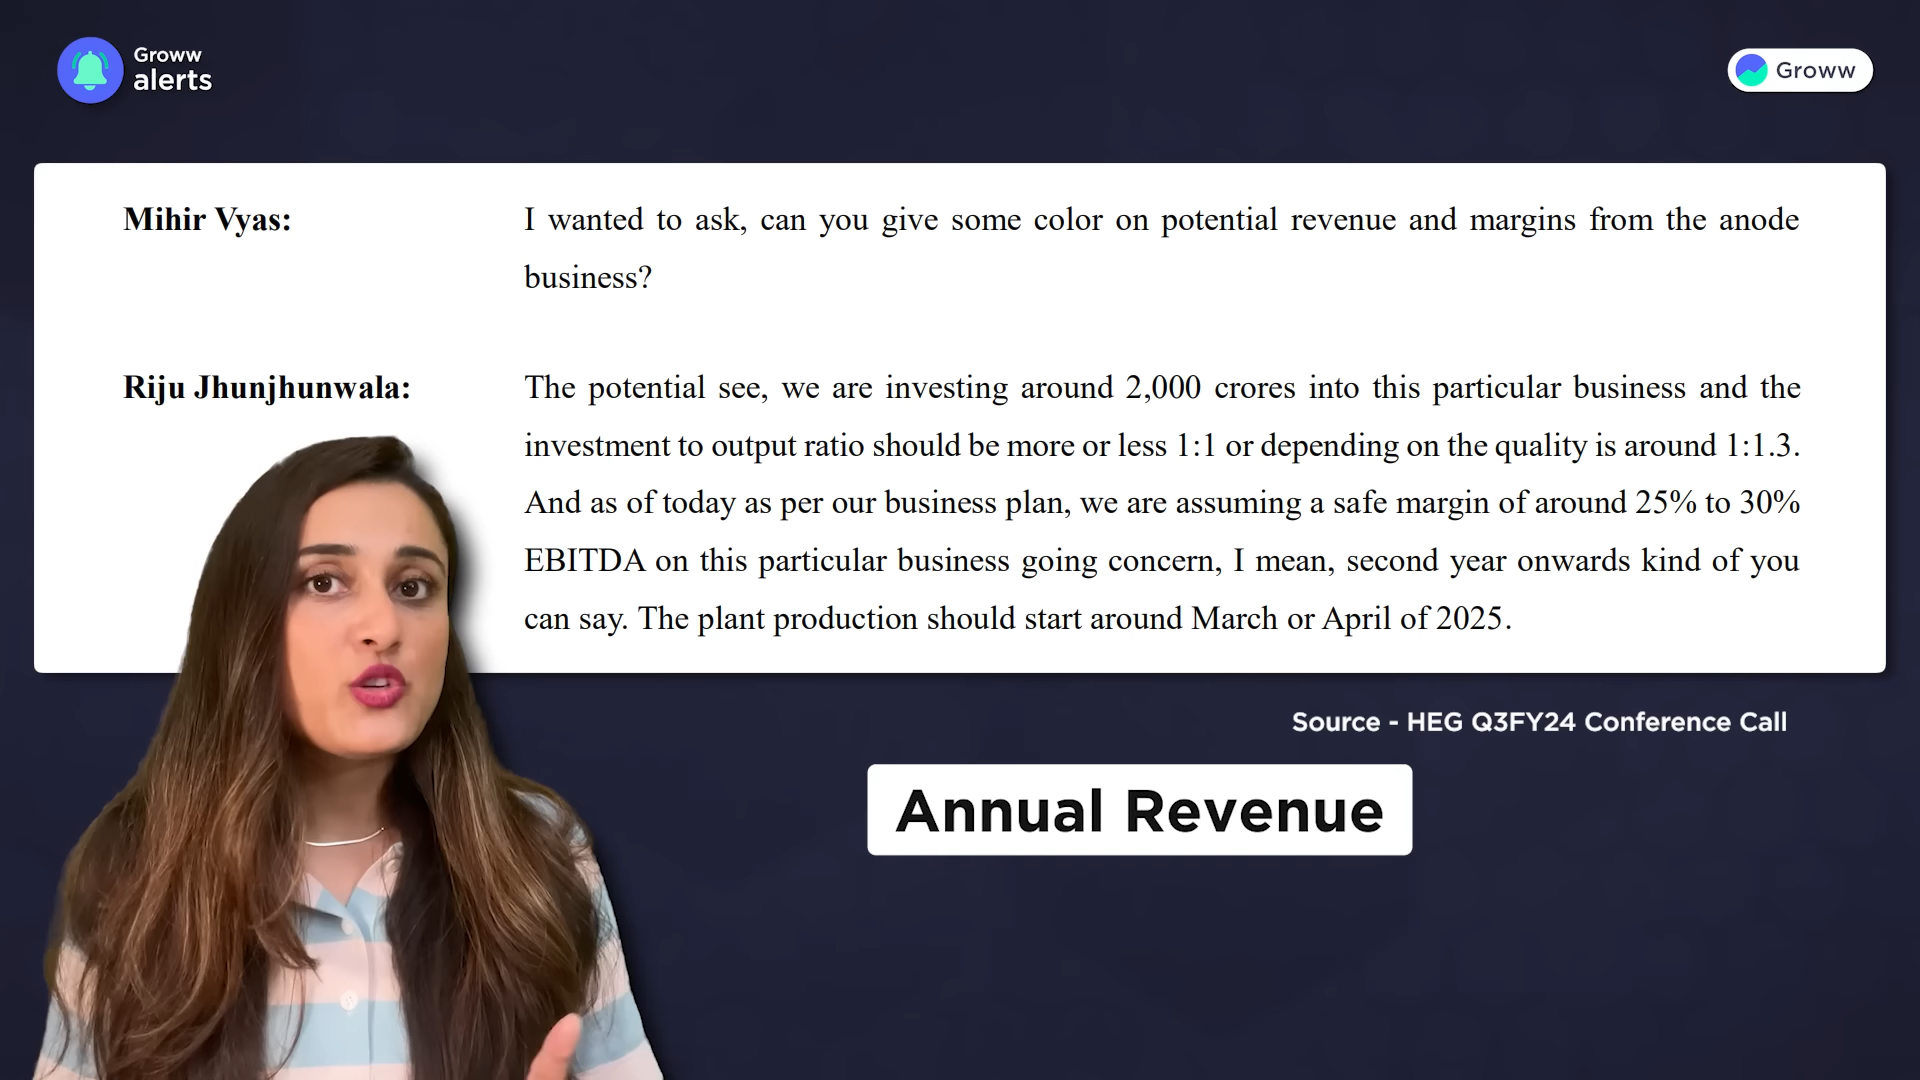 Groww
alerts
Groww
Mihir Vyas:
I wanted to ask, can you give some color on potential revenue and margins from the anode
business?
Riju Jhunjhunwala:
The potential see, we are investing around 2,000 crores into this particular business and the
investment to output ratio should be more or less 1:1 or depending on the quality is around 1:1.3.
And as of today as per our business plan, we are assuming a safe margin of around 25% to 30%
EBITDA on this particular business going concern, I mean, second year onwards kind of you
can say. The plant production should start around March or April of 2025.
Source - HEG Q3FY24 Conference Call
Annual Revenue